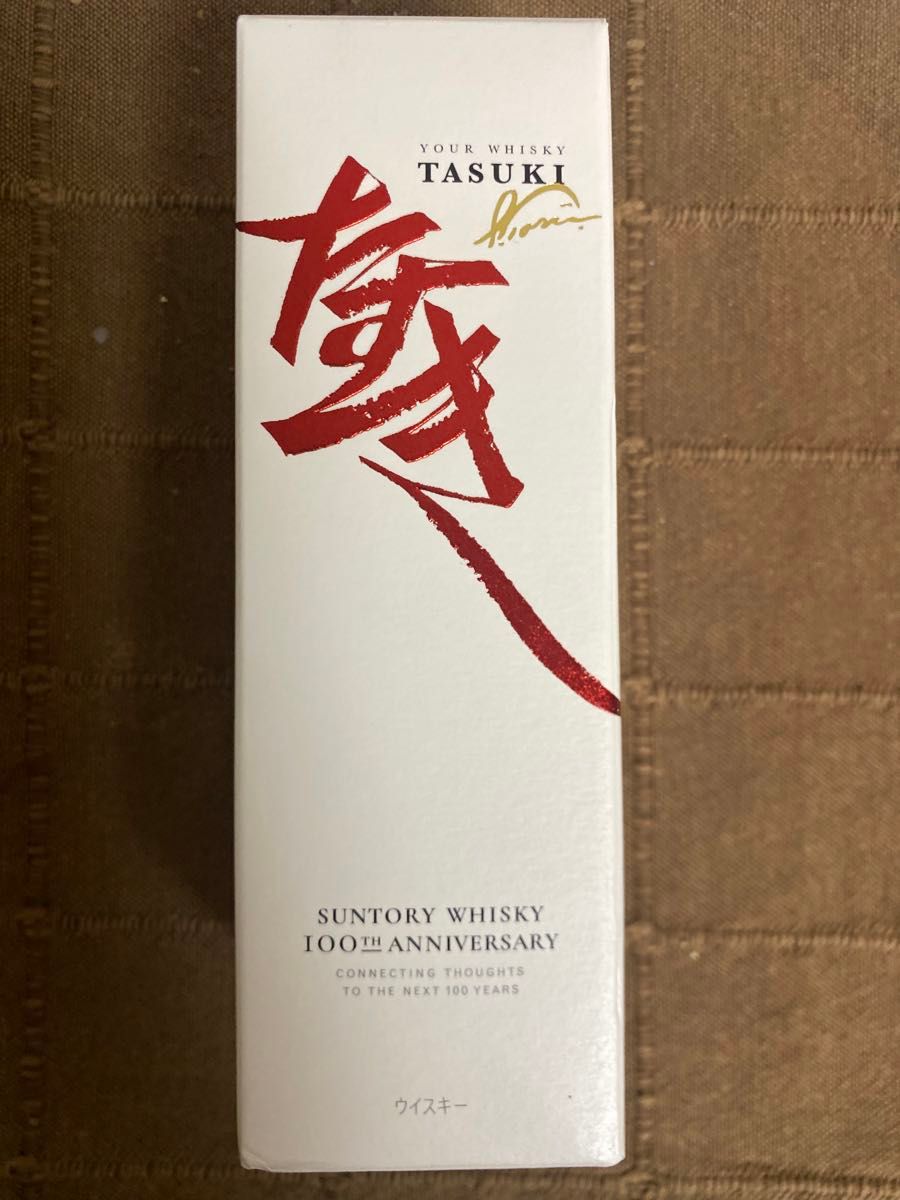 YOUR WHISKY
TASUKI
たすき
SUNTORY WHISKY
100TH ANNIVERSARY
CONNECTING THOUGHTS
TO THE NEXT 100 YEARS
ウイスキー